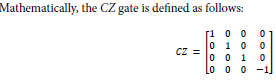 Mathematically, the CZ gate is defined as follows:
CZ = [1 0 0 0
0 1 0 0
0 0 1 0
0 0 0 -1]